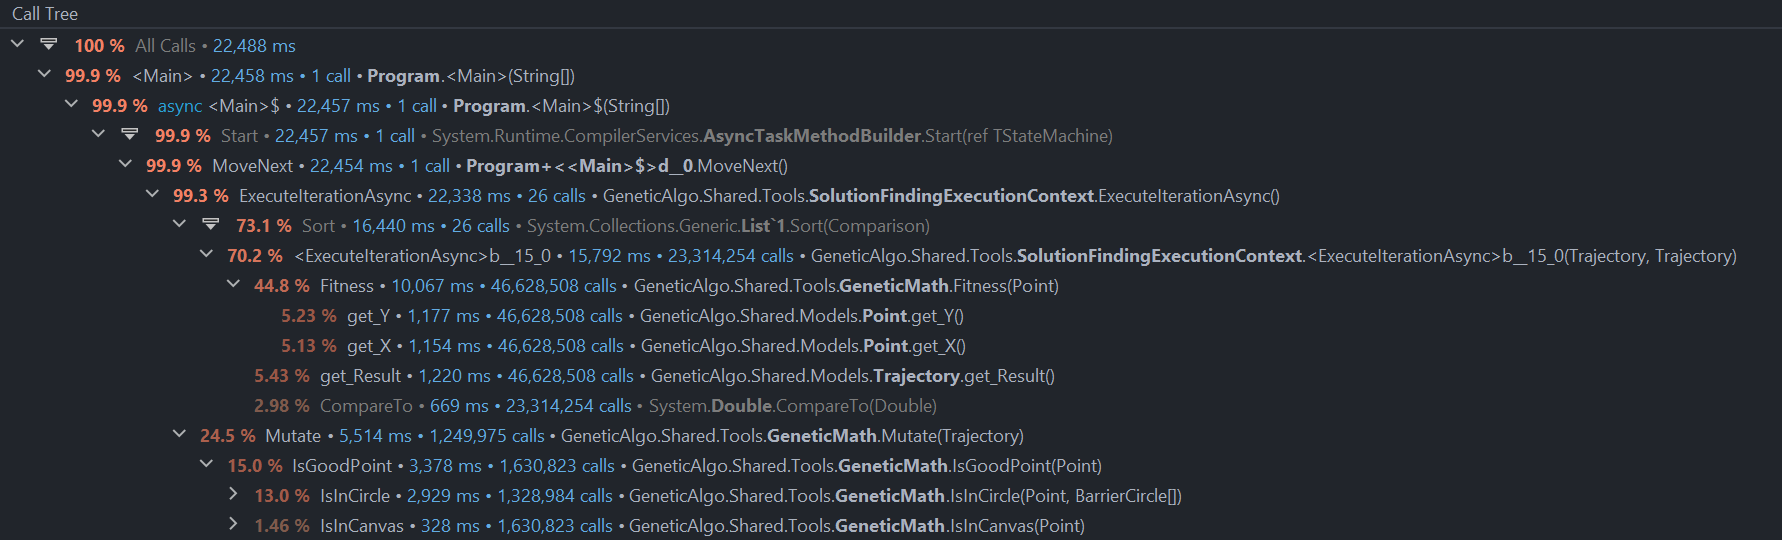 Call Tree
100 % All Calls • 22,488 ms
99.9 % <Main> • 22,458 ms • 1 call • Program.<Main>(String[])
99.9 % async <Main>$ • 22,457 ms • 1 call • Program.<Main>$(String[])
99.9 % Start • 22,457 ms • 1 call • System.Runtime.CompilerServices.AsyncTaskMethodBuilder.Start(ref TStateMachine)
99.9 % MoveNext • 22,454 ms • 1 call • Program+<<Main>$>d__0.MoveNext()
99.3 % ExecuteIterationAsync • 22,338 ms • 26 calls • GeneticAlgo.Shared.Tools.SolutionFindingExecutionContext.ExecuteIterationAsync()
73.1 % Sort • 16,440 ms • 26 calls • System.Collections.Generic.List`1.Sort(Comparison)
70.2 % <ExecuteIterationAsync>b__15_0 • 15,792 ms • 23,314,254 calls • GeneticAlgo.Shared.Tools.SolutionFindingExecutionContext.<ExecuteIterationAsync>b__15_0(Trajectory, Trajectory)
44.8 % Fitness • 10,067 ms • 46,628,508 calls • GeneticAlgo.Shared.Tools.GeneticMath.Fitness(Point)
5.23 % get_Y • 1,177 ms • 46,628,508 calls • GeneticAlgo.Shared.Models.Point.get_Y()
5.13 % get_X • 1,154 ms • 46,628,508 calls • GeneticAlgo.Shared.Models.Point.get_X()
5.43 % get_Result • 1,220 ms • 46,628,508 calls • GeneticAlgo.Shared.Models.Trajectory.get_Result()
2.98 % CompareTo • 669 ms • 23,314,254 calls • System.Double.CompareTo(Double)
24.5 % Mutate • 5,514 ms • 1,249,975 calls • GeneticAlgo.Shared.Tools.GeneticMath.Mutate(Trajectory)
15.0 % IsGoodPoint • 3,378 ms • 1,630,823 calls • GeneticAlgo.Shared.Tools.GeneticMath.IsGoodPoint(Point)
13.0 % IsInCircle • 2,929 ms • 1,328,984 calls • GeneticAlgo.Shared.Tools.GeneticMath.IsInCircle(Point, BarrierCircle[])
1.46 % IsInCanvas • 328 ms • 1,630,823 calls • GeneticAlgo.Shared.Tools.GeneticMath.IsInCanvas(Point)